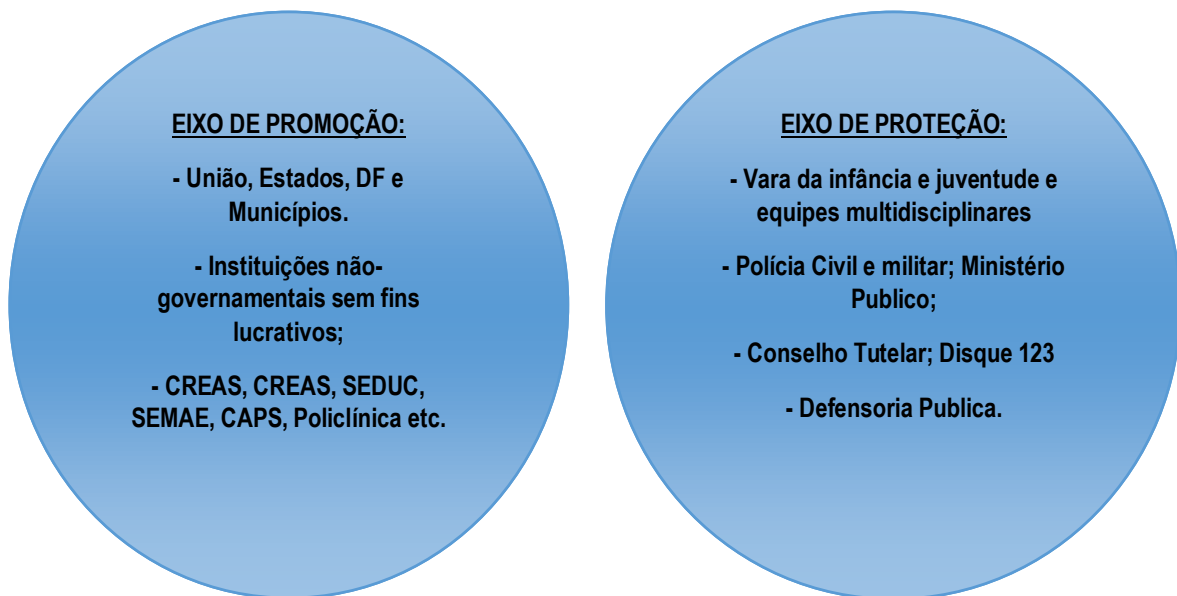 EIXO DE PROMOÇÃO:
- União, Estados, DF e
Municípios.
- Instituições não-
governamentais sem fins
lucrativos;
- CREAS, CREAS, SEDUC,
SEMAE, CAPS, Policlínica etc.
EIXO DE PROTEÇÃO:
- Vara da infância e juventude e
equipes multidisciplinares
- Polícia Civil e militar; Ministério
Publico;
- Conselho Tutelar; Disque 123
- Defensoria Publica.